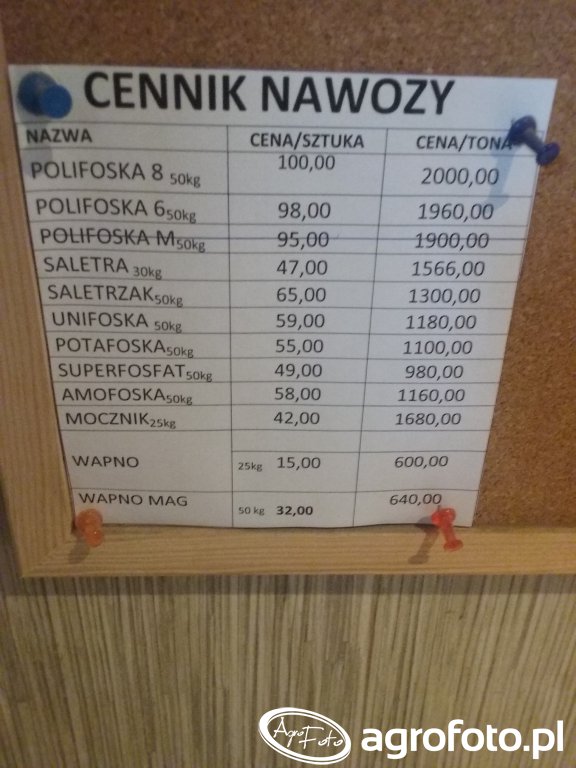 CENNIK NAWOZY
NAZWA CENA/SZTUKA CENA/TONA
POLIFOSKA 8 50kg 100,00 2000,00
POLIFOSKA 6 50kg 98,00 1960,00
POLIFOSKA M 50kg 95,00 1900,00
SALETRA 30kg 47,00 1566,00
SALETRZAK 50kg 65,00 1300,00
UNIFOSKA 50kg 59,00 1180,00
POTAFOSKA 50kg 55,00 1100,00
SUPERFOSFAT 50kg 49,00 980,00
AMOFOSKA 50kg 58,00 1160,00
MOCZNIK 25kg 42,00 1680,00
WAPNO 25kg 15,00 600,00
WAPNO MAG 50 kg 32,00 640,00
AgroFoto agrofoto.pl